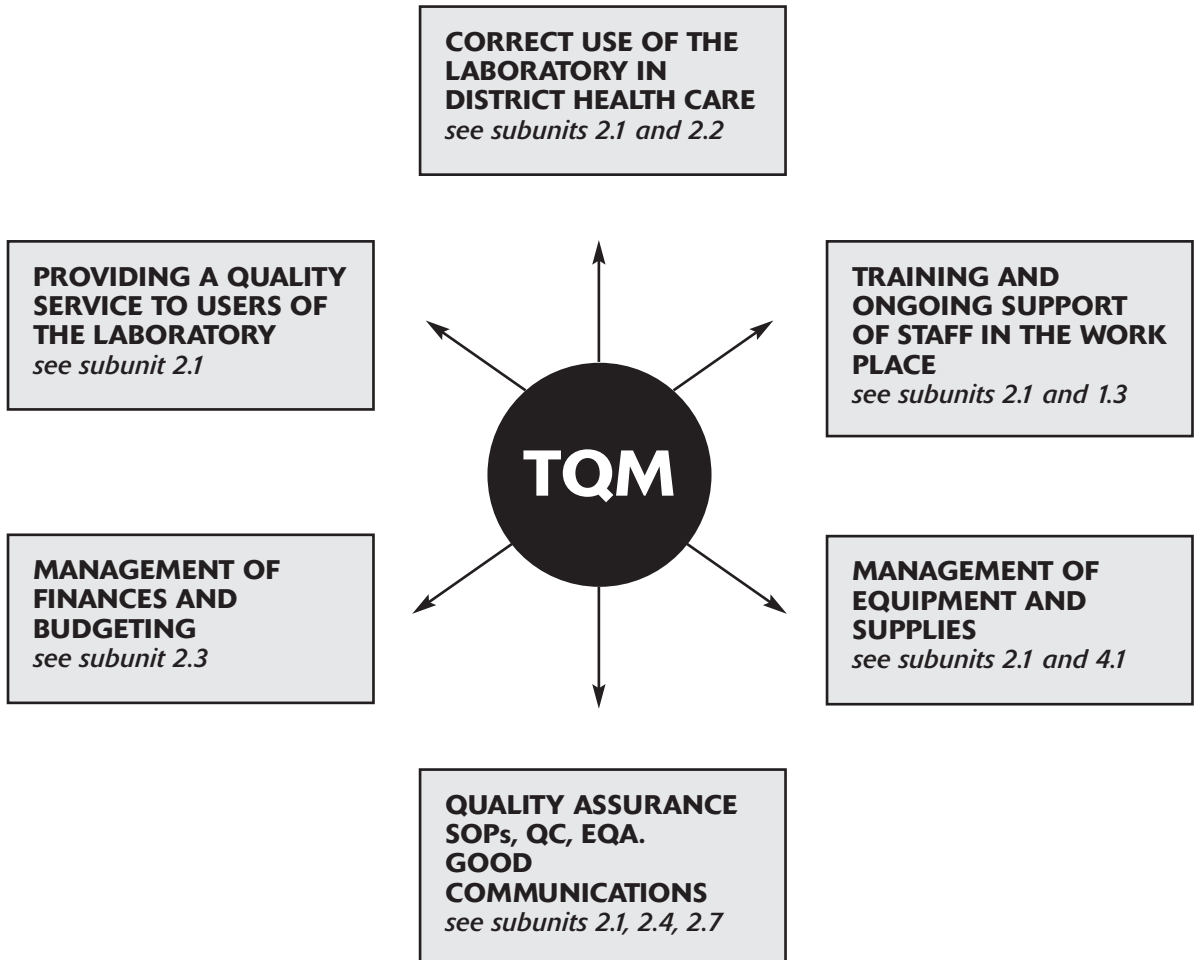 CORRECT USE OF THE
LABORATORY IN
DISTRICT HEALTH CARE
see subunits 2.1 and 2.2
PROVIDING A QUALITY
SERVICE TO USERS OF
THE LABORATORY
see subunit 2.1
TRAINING AND
ONGOING SUPPORT
OF STAFF IN THE WORK
PLACE
see subunits 2.1 and 1.3
TQM
MANAGEMENT OF
FINANCES AND
BUDGETING
see subunit 2.3
MANAGEMENT OF
EQUIPMENT AND
SUPPLIES
see subunits 2.1 and 4.1
QUALITY ASSURANCE
SOPs, QC, EQA.
GOOD
COMMUNICATIONS
see subunits 2.1, 2.4, 2.7